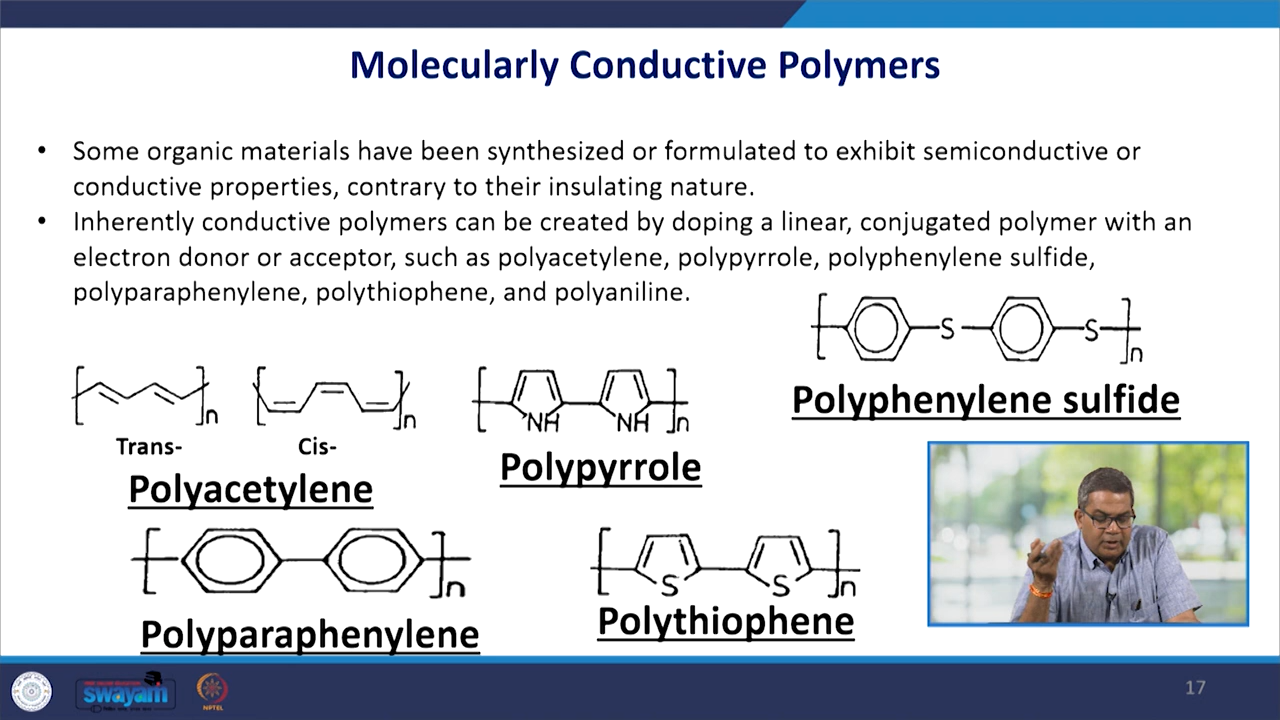 Molecularly Conductive Polymers
• Some organic materials have been synthesized or formulated to exhibit semiconductive or
conductive properties, contrary to their insulating nature.
• Inherently conductive polymers can be created by doping a linear, conjugated polymer with an
electron donor or acceptor, such as polyacetylene, polypyrrole, polyphenylene sulfide,
polyparaphenylene, polythiophene, and polyaniline.
S S n
Polyphenylene sulfide
n n NH NH n
Trans- Cis-
Polyacetylene
Polypyrrole
n S S n
Polyparaphenylene
Polythiophene
swayam
NPTEL
17